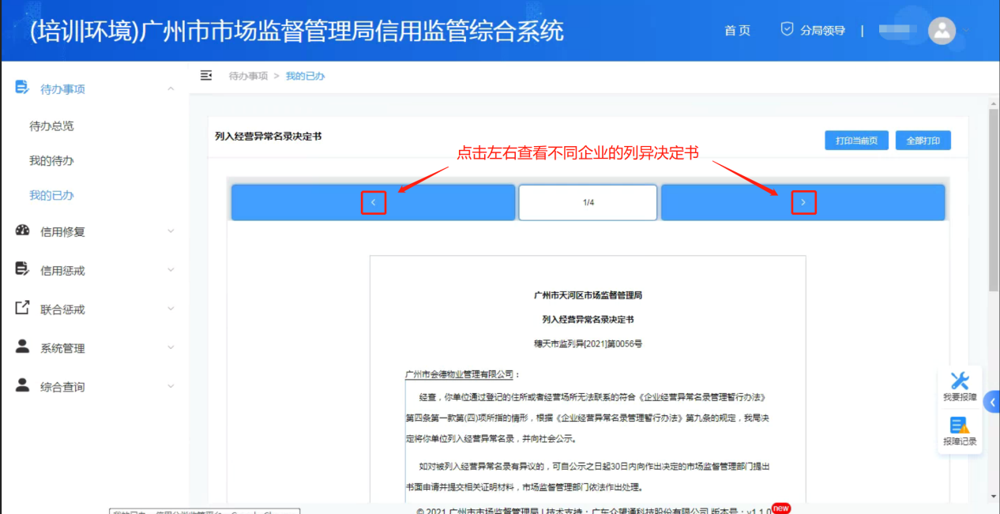 (培训环境)广州市市场监督管理局信用监管综合系统
首页
分局领导
|
待办事项
待办总览
我的待办
我的已办
信用修复
信用惩戒
联合惩戒
系统管理
综合查询
待办事项 > 我的已办
列入经营异常名录决定书
打印当前页
全部打印
点击左右查看不同企业的列异决定书
<
1/4
>
广州市天河区市场监督管理局
列入经营异常名录决定书
穗天市监列异[2021]第0056号
广州市会德物业管理有限公司：
经查，你单位通过登记的住所或者经营场所无法联系的符合《企业经营异常名录管理暂行办法》
第四条第一款第(四)项所指的情形，根据《企业经营异常名录管理暂行办法》第九条的规定，我局决
定将你单位列入经营异常名录，并向社会公示。
如对被列入经营异常名录有异议的，可自公示之日起30日内向作出决定的市场监督管理部门提出
书面申请并提交相关证明材料，市场监督管理部门依法作出处理。
我要报障
报障记录
© 2021 广州市市场监督管理局 | 技术支持：广东众望通科技股份有限公司 版本号：v1.1.0
new